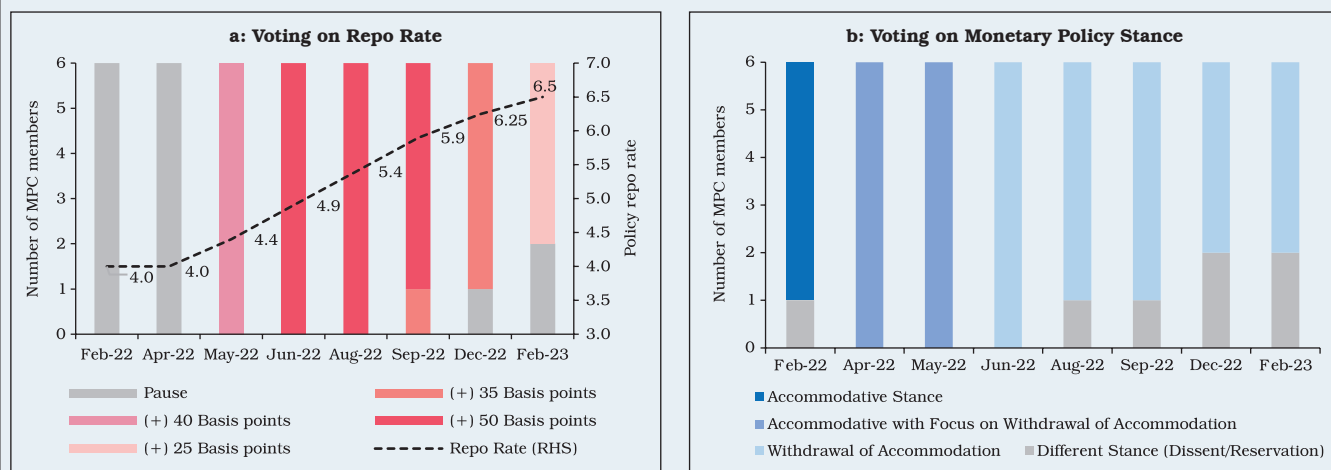 a: Voting on Repo Rate
6
5
4
3
2
1
0
Number of MPC members
7.0
6.5
6.0
5.5
5.0
4.5
4.0
3.5
3.0
Policy repo rate
4.0
4.0
4.4
4.9
5.4
5.9
6.25
6.5
Feb-22 Apr-22 May-22 Jun-22 Aug-22 Sep-22 Dec-22 Feb-23
Pause (+) 35 Basis points
(+) 40 Basis points (+) 50 Basis points
(+) 25 Basis points Repo Rate (RHS)
b: Voting on Monetary Policy Stance
6
5
4
3
2
1
0
Number of MPC members
Feb-22 Apr-22 May-22 Jun-22 Aug-22 Sep-22 Dec-22 Feb-23
Accommodative Stance
Accommodative with Focus on Withdrawal of Accommodation
Withdrawal of Accommodation Different Stance (Dissent/Reservation)